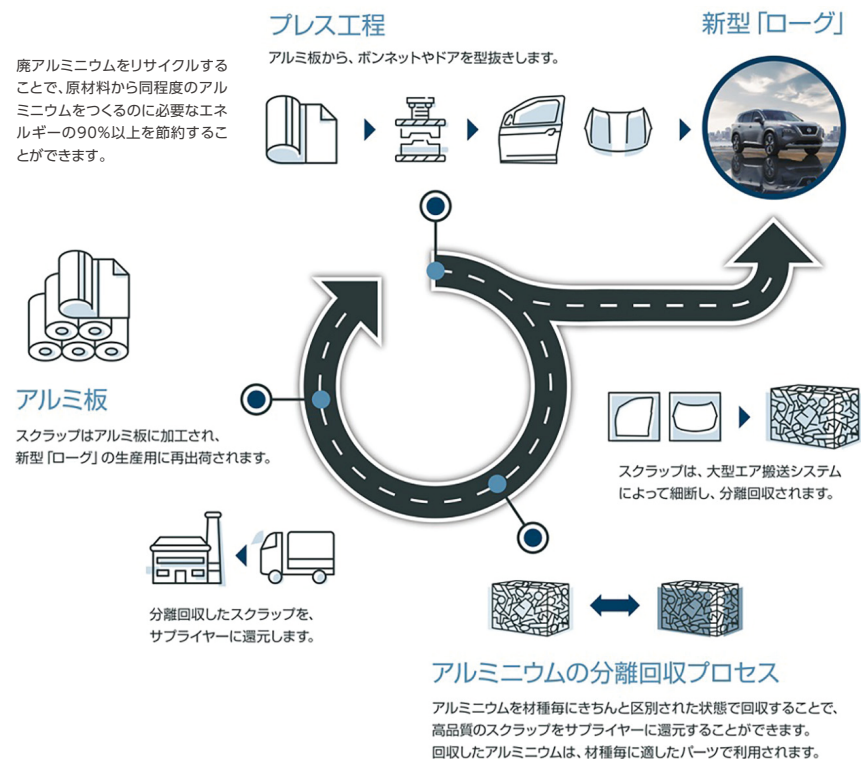 プレス工程
アルミ板から、ボンネットやドアを型抜きします。
新型「ローグ」
廃アルミニウムをリサイクルする
ことで、原材料から同程度のアル
ミニウムをつくるのに必要なエネ
ルギーの90%以上を節約するこ
とができます。
アルミ板
スクラップはアルミ板に加工され、
新型「ローグ」の生産用に再出荷されます。
スクラップは、大型エア搬送システム
によって細断し、分離回収されます。
分離回収したスクラップを、
サプライヤーに還元します。
アルミニウムの分離回収プロセス
アルミニウムを材種毎にきちんと区別された状態で回収することで、
高品質のスクラップをサプライヤーに還元することができます。
回収したアルミニウムは、材種毎に適したパーツで利用されます。